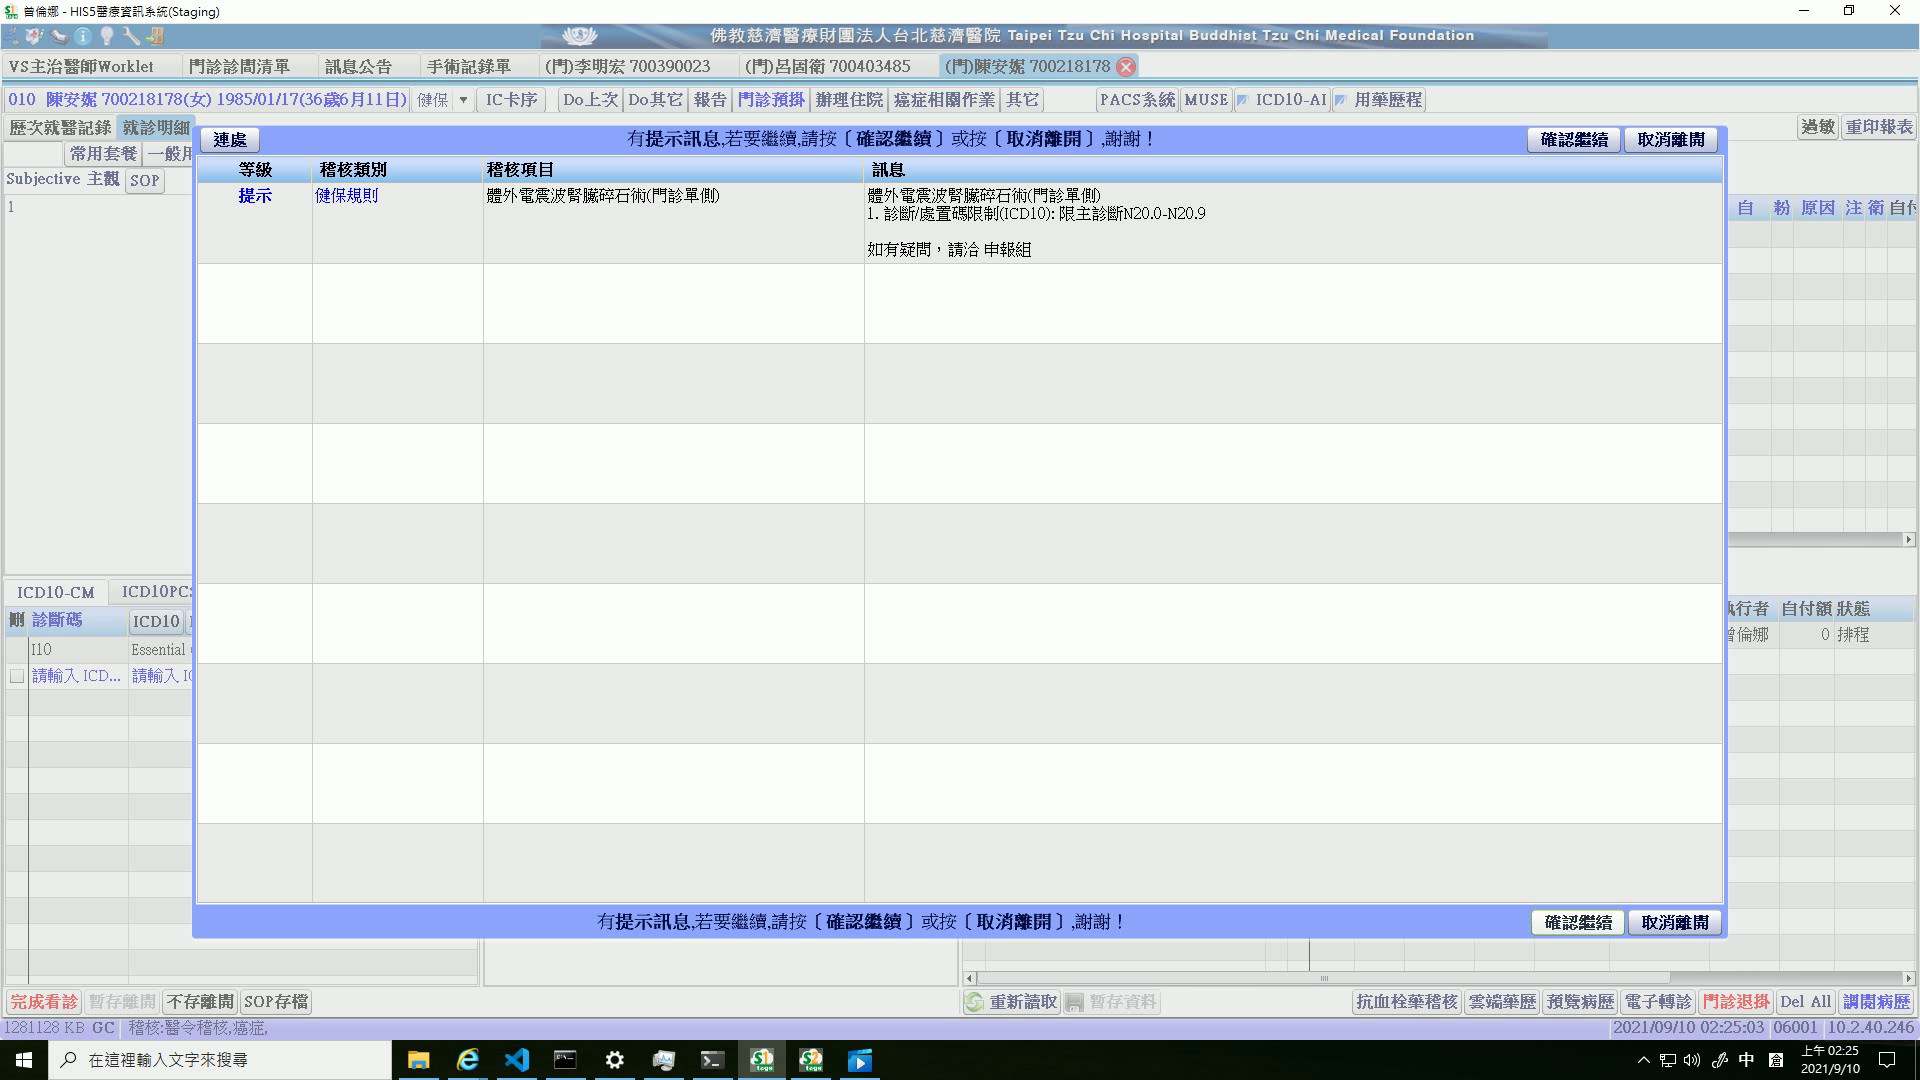 曾倫娜 - HIS5醫療資訊系統(Staging)
佛教慈濟醫療財團法人台北慈濟醫院 Taipei Tzu Chi Hospital Buddhist Tzu Chi Medical Foundation
VS主治醫師Worklet 門診診間清單 訊息公告 手術記錄單 (門)李明宏 700390023 (門)呂固衛 700403485 (門)陳安妮 700218178
010 陳安妮 700218178(女) 1985/01/17(36歲6月11日) 健保 IC卡序 Do上次 Do其它 報告 門診預掛 辦理住院 癌症相關作業 其它 PACS系統 MUSE ICD10-AI 用藥歷程
歷次就醫記錄 就診明細 過敏 重印報表
常用套餐 一般用
Subjective 主觀 SOP
1
自 粉 原因 注 衛 自付
連處 有提示訊息,若要繼續,請按〔確認繼續〕或按〔取消離開〕,謝謝！ 確認繼續 取消離開
等級 稽核類別 稽核項目 訊息
提示 健保規則 體外電震波腎臟碎石術(門診單側) 體外電震波腎臟碎石術(門診單側)
1. 診斷/處置碼限制(ICD10): 限主診斷N20.0-N20.9
如有疑問，請洽 申報組
ICD10-CM ICD10PC
刪 診斷碼 ICD10
執行者 自付額 狀態
I10 Essential
曾倫娜 0 排程
請輸入 ICD... 請輸入 IC
有提示訊息,若要繼續,請按〔確認繼續〕或按〔取消離開〕,謝謝！ 確認繼續 取消離開
完成看診 暫存離開 不存離開 SOP存檔 重新讀取 暫存資料 抗血栓藥稽核 雲端藥歷 預覽病歷 電子轉診 門診退掛 Del All 調閱病歷
1281128 KB GC 稽核:醫令稽核,癌症, 2021/09/10 02:25:03 06001 10.2.40.246
在這裡輸入文字來搜尋
中
上午 02:25
2021/9/10